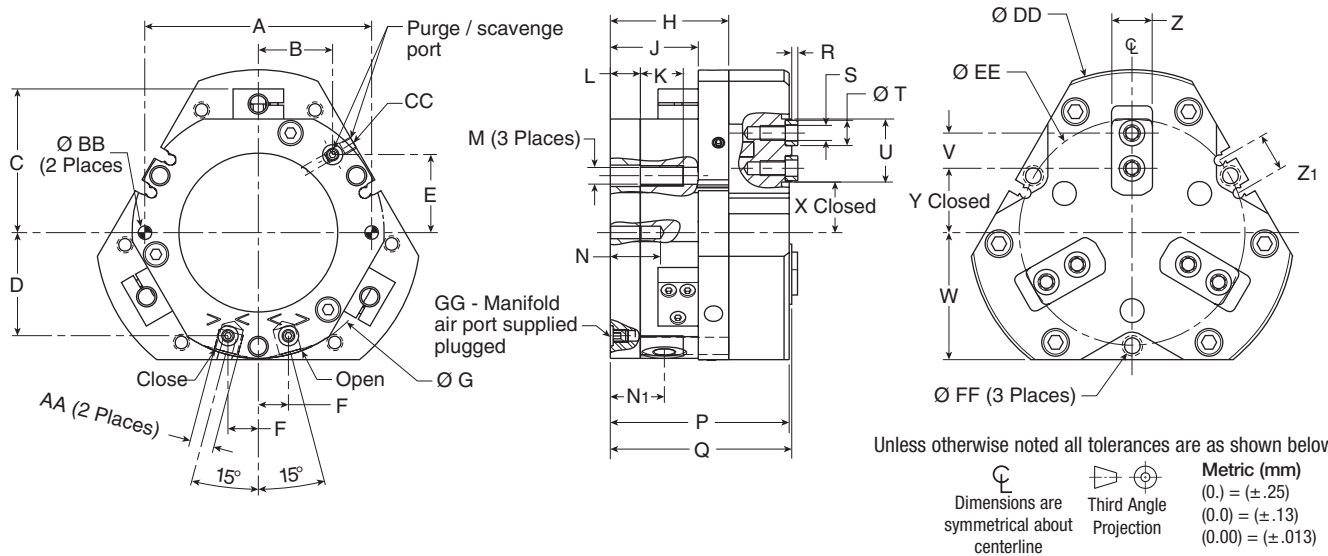 A
B
Purge / scavenge
port
CC
C
Ø BB
(2 Places
E
D
> < < >
Close
Open
Ø G
AA (2 Places)
F
F
15°
15°
H
J
L
K
R
S
Ø T
M (3 Places)
U
X Closed
N
GG - Manifold
air port supplied
plugged
N1
P
Q
Ø DD
Z
℄
Ø EE
V
Z1
Y Closed
W
Ø FF (3 Places)
Unless otherwise noted all tolerances are as shown below
℄
Dimensions are
symmetrical about
centerline
Third Angle
Projection
Metric (mm)
(0.) = (±.25)
(0.0) = (±.13)
(0.00) = (±.013)